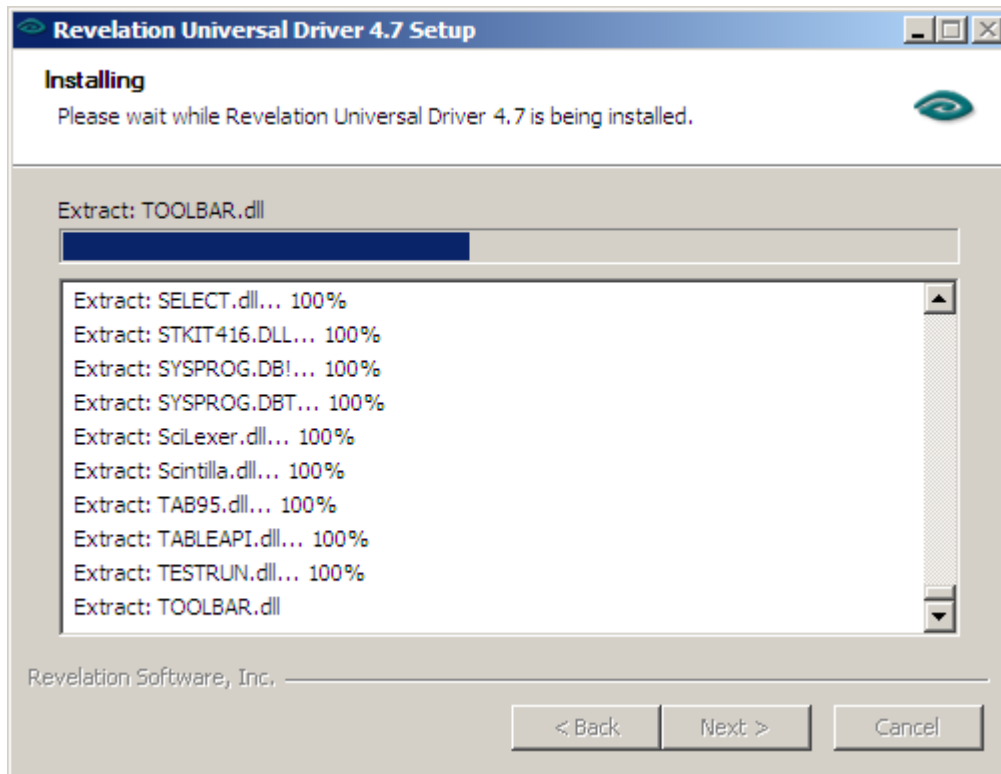 Revelation Universal Driver 4.7 Setup
Installing
Please wait while Revelation Universal Driver 4.7 is being installed.
Extract: TOOLBAR.dll
Extract: SELECT.dll... 100%
Extract: STKIT416.DLL... 100%
Extract: SYSPROG.DB!... 100%
Extract: SYSPROG.DBT... 100%
Extract: SciLexer.dll... 100%
Extract: Scintilla.dll... 100%
Extract: TAB95.dll... 100%
Extract: TABLEAPI.dll... 100%
Extract: TESTRUN.dll... 100%
Extract: TOOLBAR.dll
Revelation Software, Inc.
< Back Next > Cancel